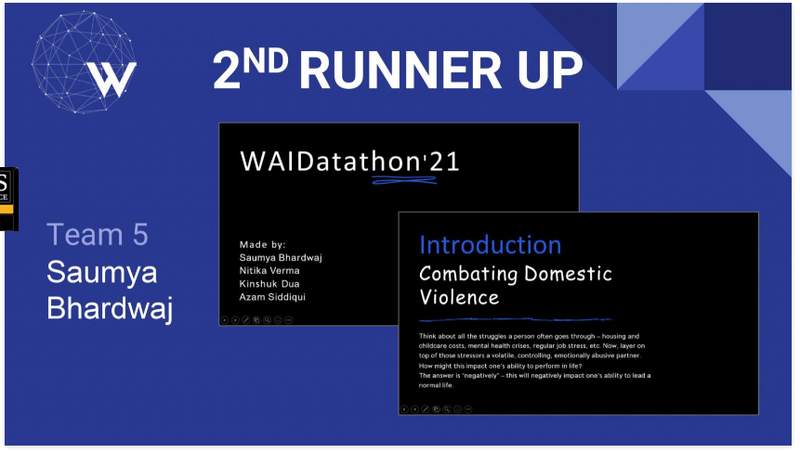 W
2ND RUNNER UP
S
CE
WAIDatathon'21
Team 5
Saumya
Bhardwaj
Made by:
Saumya Bhardwaj
Nitika Verma
Kinshuk Dua
Azam Siddiqui
Introduction
Combating Domestic
Violence
Think about all the struggles a person often goes through – housing and
childcare costs, mental health crises, regular job stress, etc. Now, layer on
top of those stressors a volatile, controlling, emotionally abusive partner.
How might this impact one's ability to perform in life?
The answer is "negatively" – this will negatively impact one's ability to lead a
normal life.